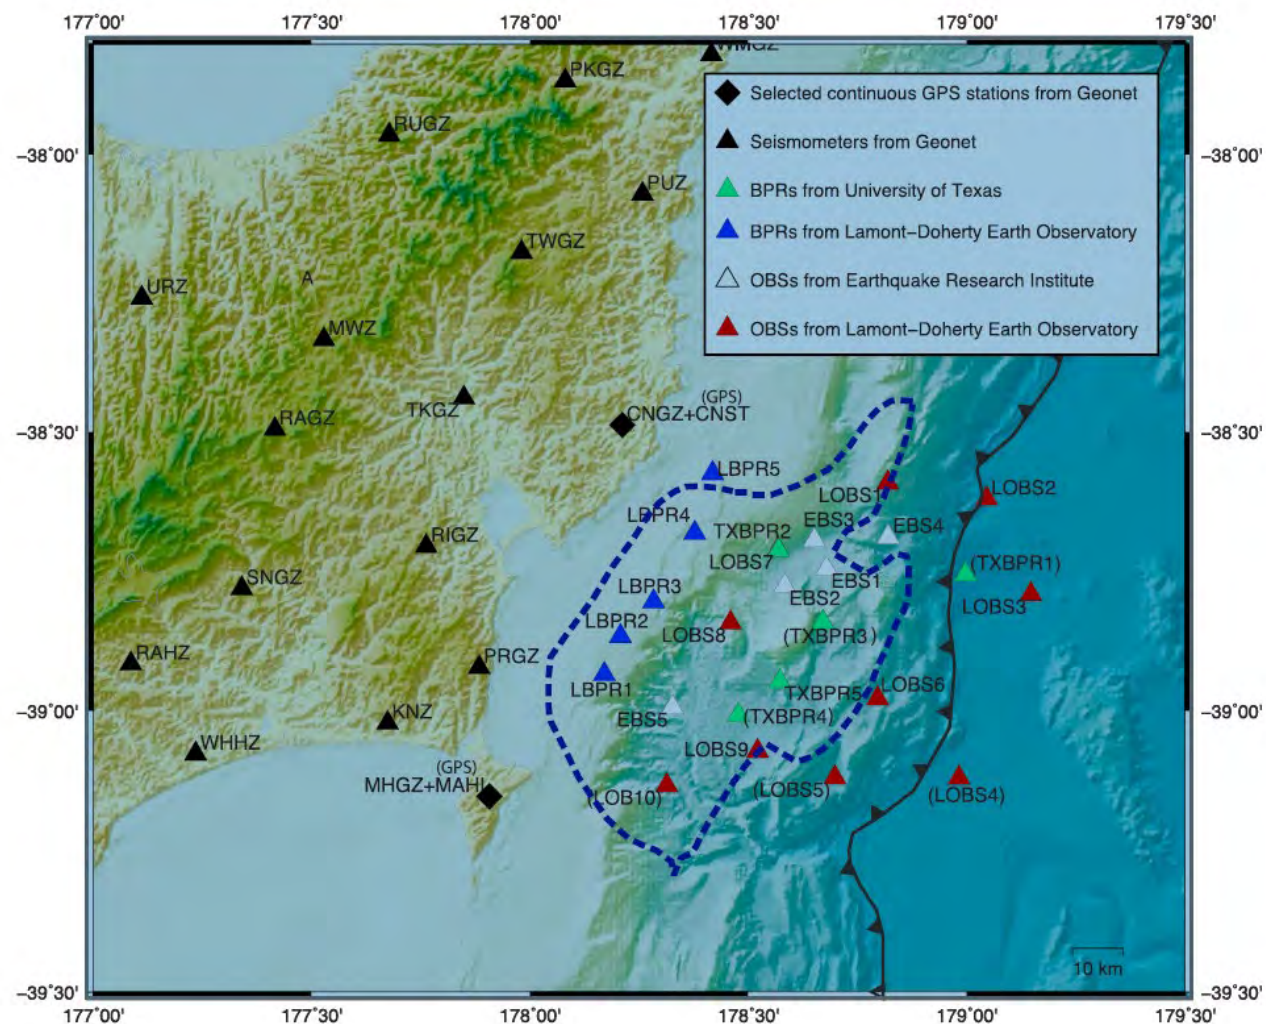 177°00' 177°30' 178°00' 178°30' 179°00' 179°30'
WMGZ
PKGZ
Selected continuous GPS stations from Geonet
RUGZ
Seismometers from Geonet
−38°00' −38°00'
PUZ
BPRs from University of Texas
TWGZ
BPRs from Lamont−Doherty Earth Observatory
A
URZ
OBSs from Earthquake Research Institute
MWZ
OBSs from Lamont−Doherty Earth Observatory
(GPS)
TKGZ
CNGZ+CNST
RAGZ
−38°30' −38°30'
LBPR5
LOBS1
LOBS2
LBPR4
EBS3
EBS4
TXBPR2
RIGZ
LOBS7
(TXBPR1)
SNGZ
EBS1
LBPR3
EBS2
LOBS3
LBPR2
LOBS8
(TXBPR3)
RAHZ
PRGZ
LBPR1
LOBS6
TXBPR5
−39°00' −39°00'
KNZ
EBS5
(TXBPR4)
WHHZ
LOBS9
(GPS)
MHGZ+MAHI
(LOB10)
(LOBS5)
(LOBS4)
10 km
−39°30' −39°30'
177°00' 177°30' 178°00' 178°30' 179°00' 179°30'